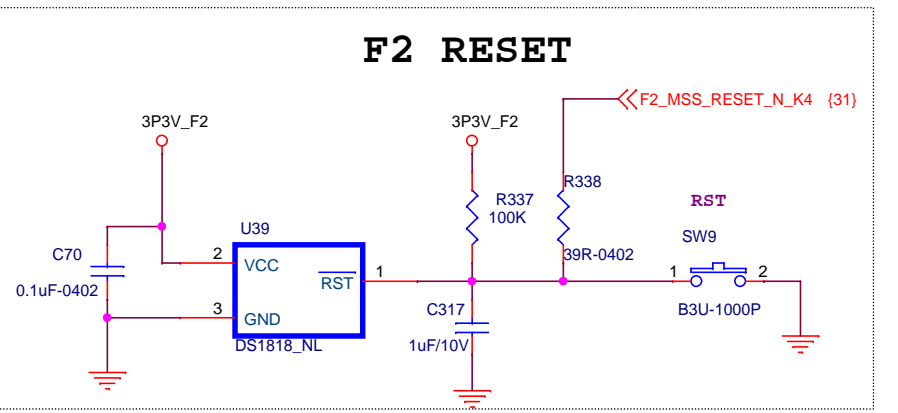 F2 RESET
F2_MSS_RESET_N_K4 {31}
3P3V_F2
3P3V_F2
R338
R337
100K
RST
U39
SW9
C70
2
VCC
39R-0402
0.1uF-0402
RST
1
1
2
3
GND
C317
B3U-1000P
DS1818_NL
1uF/10V